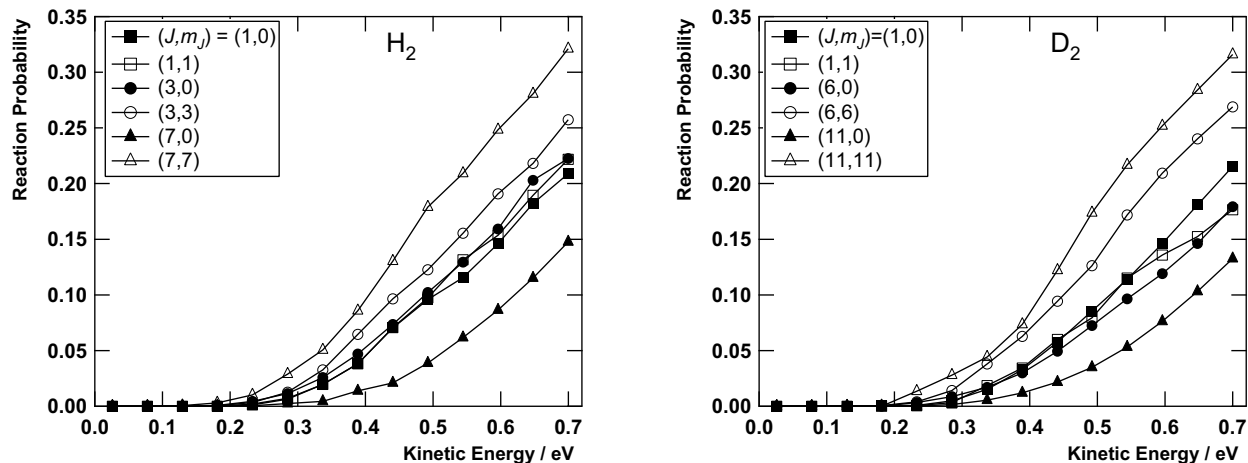 0.35
0.30
0.25
0.20
0.15
0.10
0.05
0.00
Reaction Probability
(J,m_J) = (1,0)
(1,1)
(3,0)
(3,3)
(7,0)
(7,7)
H₂
0.0 0.1 0.2 0.3 0.4 0.5 0.6 0.7
Kinetic Energy / eV
0.35
0.30
0.25
0.20
0.15
0.10
0.05
0.00
Reaction Probability
(J,m_J)=(1,0)
(1,1)
(6,0)
(6,6)
(11,0)
(11,11)
D₂
0.0 0.1 0.2 0.3 0.4 0.5 0.6 0.7
Kinetic Energy / eV